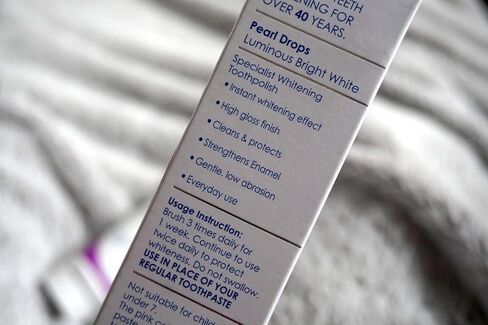 TEETH
FOR
OVER 40 YEARS.
Pearl Drops
Luminous Bright White
Specialist Whitening
Toothpolish
• Instant whitening effect
• High gloss finish
• Cleans & protects
• Strengthens Enamel
• Gentle, low abrasion
• Everyday use
Usage Instruction:
Brush 3 times daily for
1 week. Continue to use
twice daily to protect
whiteness. Do not swallow.
USE IN PLACE OF YOUR
REGULAR TOOTHPASTE
Not suitable for
under 7.
The pink
paste